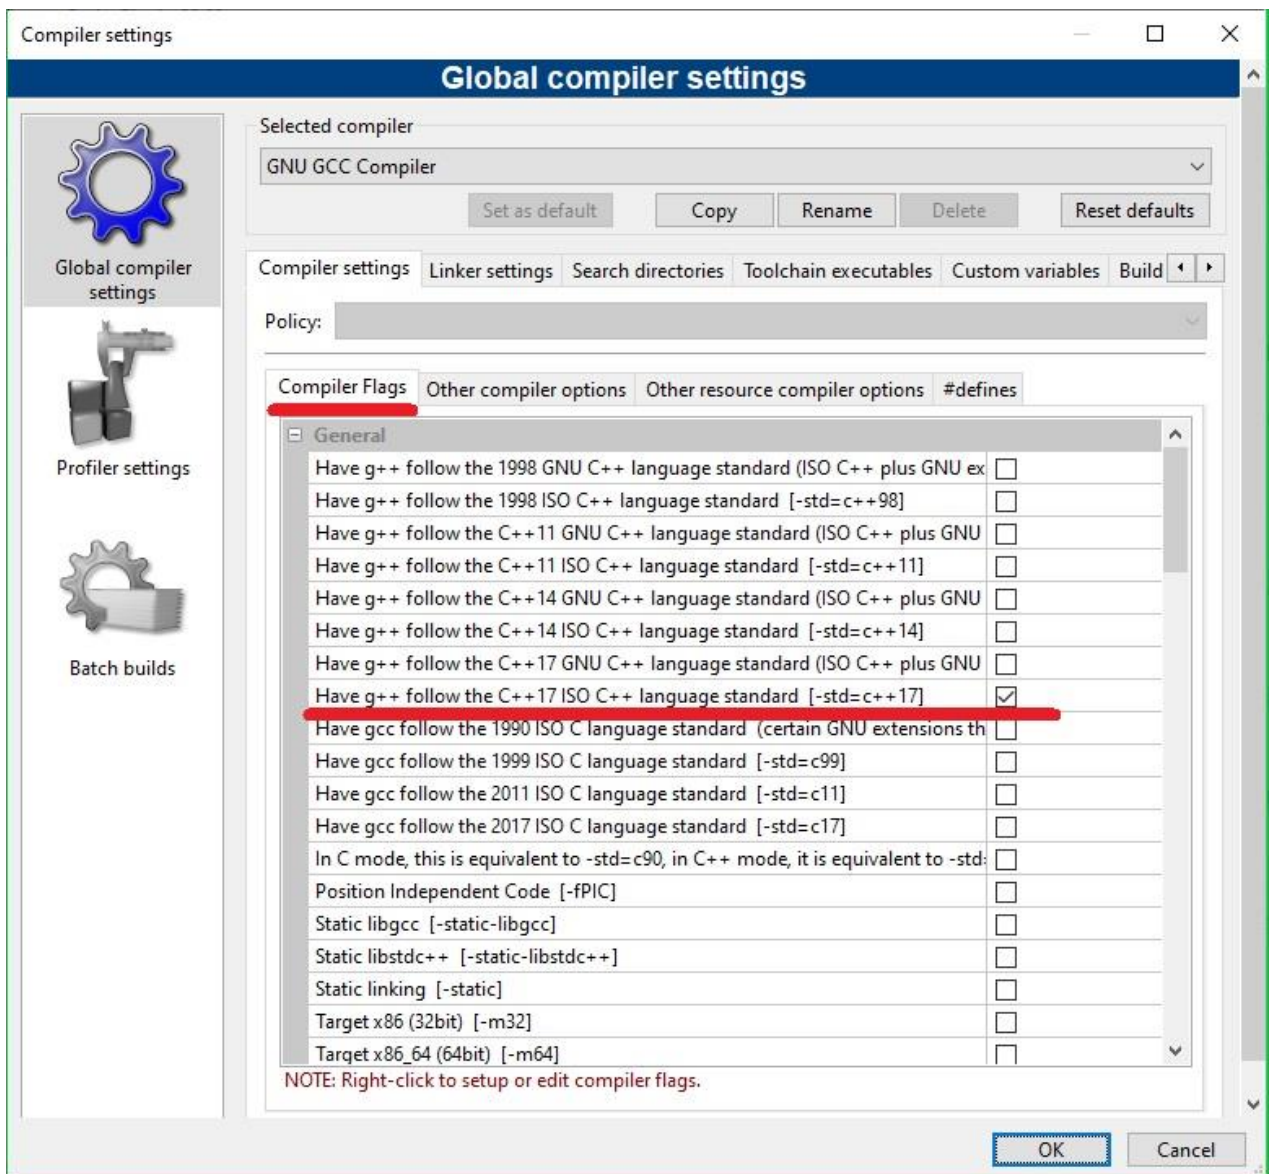 Compiler settings
Global compiler settings
Selected compiler
GNU GCC Compiler
Set as default Copy Rename Delete Reset defaults
Global compiler
settings
Profiler settings
Batch builds
Compiler settings Linker settings Search directories Toolchain executables Custom variables Build
Policy:
Compiler Flags Other compiler options Other resource compiler options #defines
General
Have g++ follow the 1998 GNU C++ language standard (ISO C++ plus GNU ex
Have g++ follow the 1998 ISO C++ language standard [-std=c++98]
Have g++ follow the C++11 GNU C++ language standard (ISO C++ plus GNU
Have g++ follow the C++11 ISO C++ language standard [-std=c++11]
Have g++ follow the C++14 GNU C++ language standard (ISO C++ plus GNU
Have g++ follow the C++14 ISO C++ language standard [-std=c++14]
Have g++ follow the C++17 GNU C++ language standard (ISO C++ plus GNU
Have g++ follow the C++17 ISO C++ language standard [-std=c++17]
Have gcc follow the 1990 ISO C language standard (certain GNU extensions th
Have gcc follow the 1999 ISO C language standard [-std=c99]
Have gcc follow the 2011 ISO C language standard [-std=c11]
Have gcc follow the 2017 ISO C language standard [-std=c17]
In C mode, this is equivalent to -std=c90, in C++ mode, it is equivalent to -std=
Position Independent Code [-fPIC]
Static libgcc [-static-libgcc]
Static libstdc++ [-static-libstdc++]
Static linking [-static]
Target x86 (32bit) [-m32]
Target x86_64 (64bit) [-m64]
NOTE: Right-click to setup or edit compiler flags.
OK Cancel